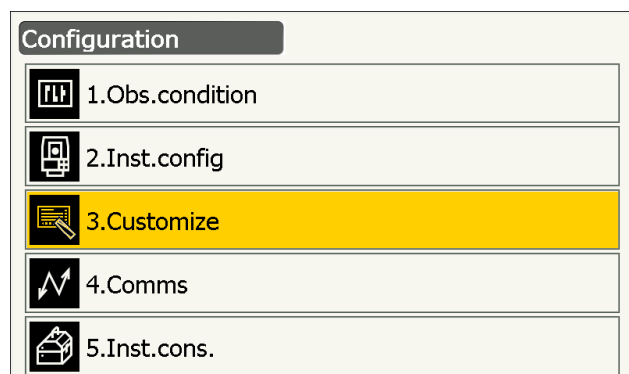 Configuration
1.Obs.condition
2.Inst.config
3.Customize
4.Comms
5.Inst.cons.